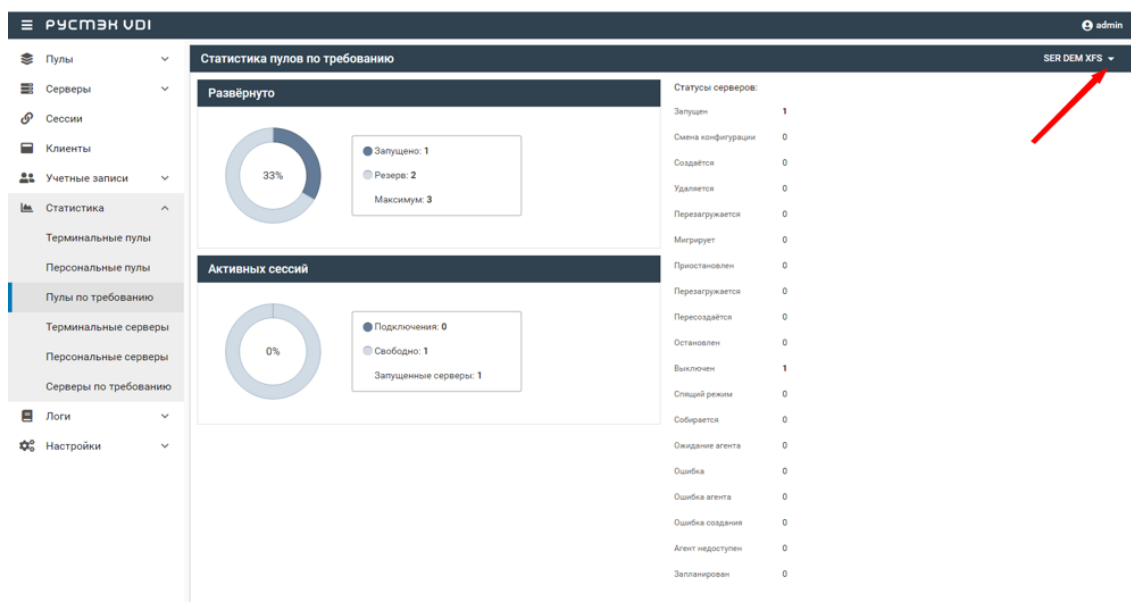 РУСТЭК VDI
admin
Пулы
Серверы
Сессии
Клиенты
Учетные записи
Статистика
Терминальные пулы
Персональные пулы
Пулы по требованию
Терминальные серверы
Персональные серверы
Серверы по требованию
Логи
Настройки
Статистика пулов по требованию
SER DEM XFS
Развёрнуто
33%
Запущено: 1
Резерв: 2
Максимум: 3
Активных сессий
0%
Подключения: 0
Свободно: 1
Запущенные серверы: 1
Статусы серверов:
Запущен 1
Смена конфигурации 0
Создаётся 0
Удаляется 0
Перезагружается 0
Мигрирует 0
Приостановлен 0
Перезагружается 0
Пересоздаётся 0
Остановлен 0
Выключен 1
Спящий режим 0
Собирается 0
Ожидание агента 0
Ошибка 0
Ошибка агента 0
Ошибка создания 0
Агент недоступен 0
Запланирован 0